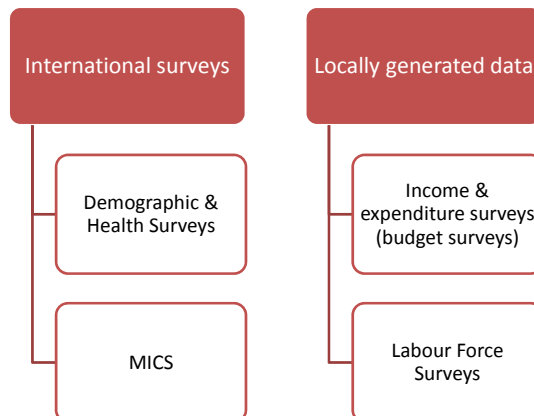 International surveys
Demographic &
Health Surveys
MICS
Locally generated data
Income &
expenditure surveys
(budget surveys)
Labour Force
Surveys